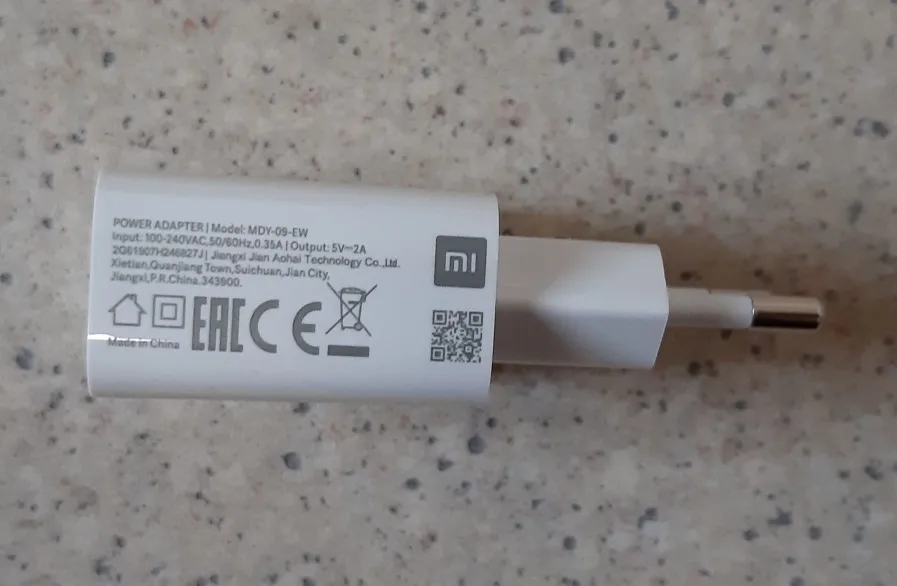 POWER ADAPTER | Model: MDY-09-EW
Input: 100-240VAC,50/60Hz,0.35A | Output: 5V⎓2A
2G61907H246827J | Jiangxi Jian Aohai Technology Co.,Ltd.
Xietian,Quanjiang Town,Suichuan,Jian City,
Jiangxi,P.R.China.343900.
mi
EAC CE
Made in China